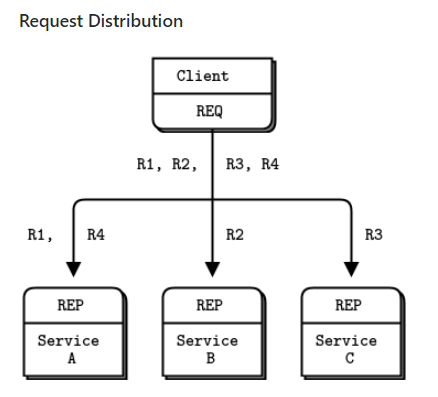 Request Distribution
Client
REQ
R1, R2, R3, R4
R1, R4 R2 R3
REP REP REP
Service Service Service
A B C